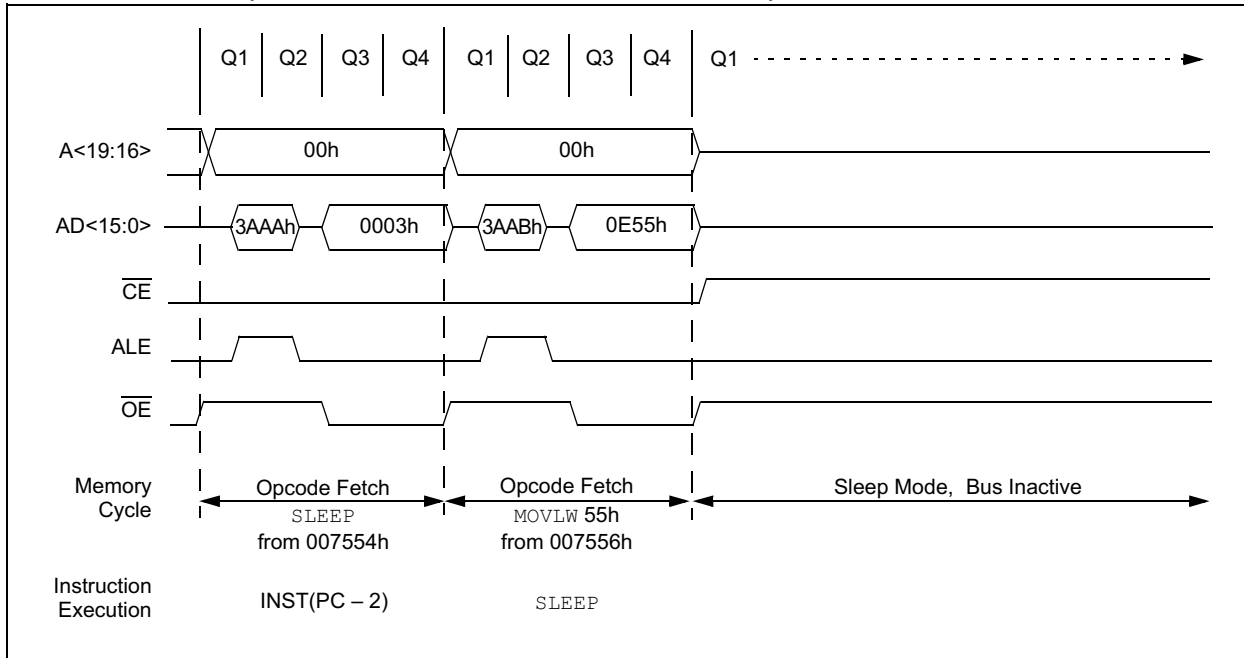 Q1 Q2 Q3 Q4 Q1 Q2 Q3 Q4 Q1
A<19:16> 00h 00h
AD<15:0> 3AAAh 0003h 3AABh 0E55h
CE
ALE
OE
Memory Cycle
Opcode Fetch
SLEEP
from 007554h
Opcode Fetch
MOVLW 55h
from 007556h
Sleep Mode, Bus Inactive
Instruction Execution
INST(PC – 2)
SLEEP